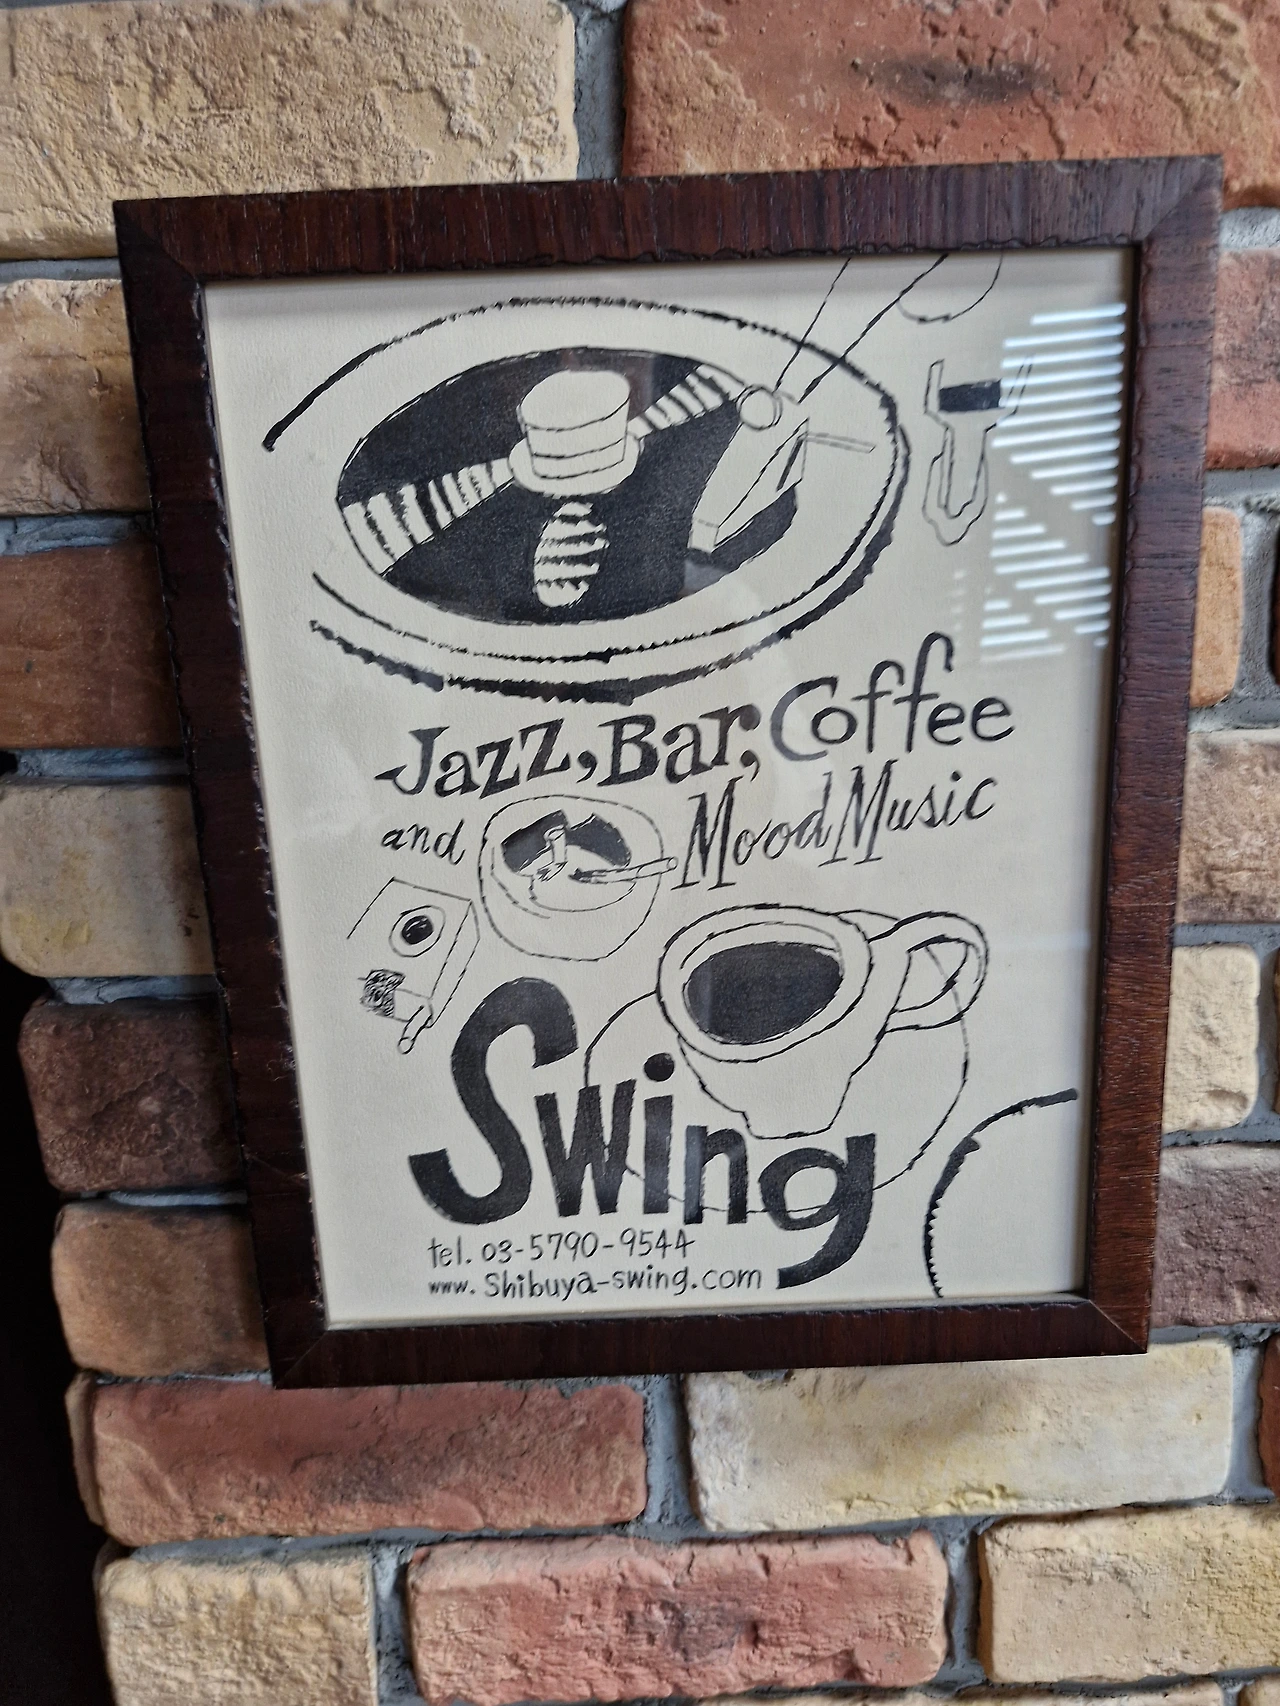 Jazz, Bar, Coffee
and Mood Music
Swing
tel. 03-5790-9544
www.Shibuya-swing.com